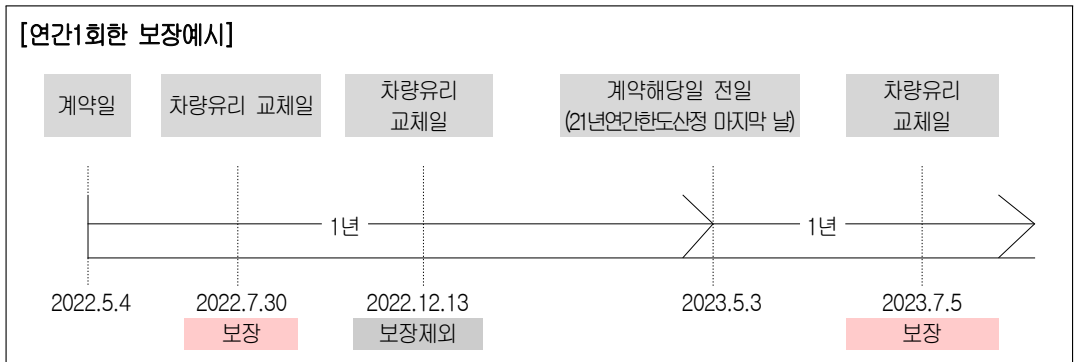 [연간1회한 보장예시]
계약일
차량유리 교체일
차량유리
교체일
계약해당일 전일
(21년연간한도산정 마지막 날)
차량유리
교체일
1년
1년
2022.5.4
2022.7.30
2022.12.13
2023.5.3
2023.7.5
보장
보장제외
보장